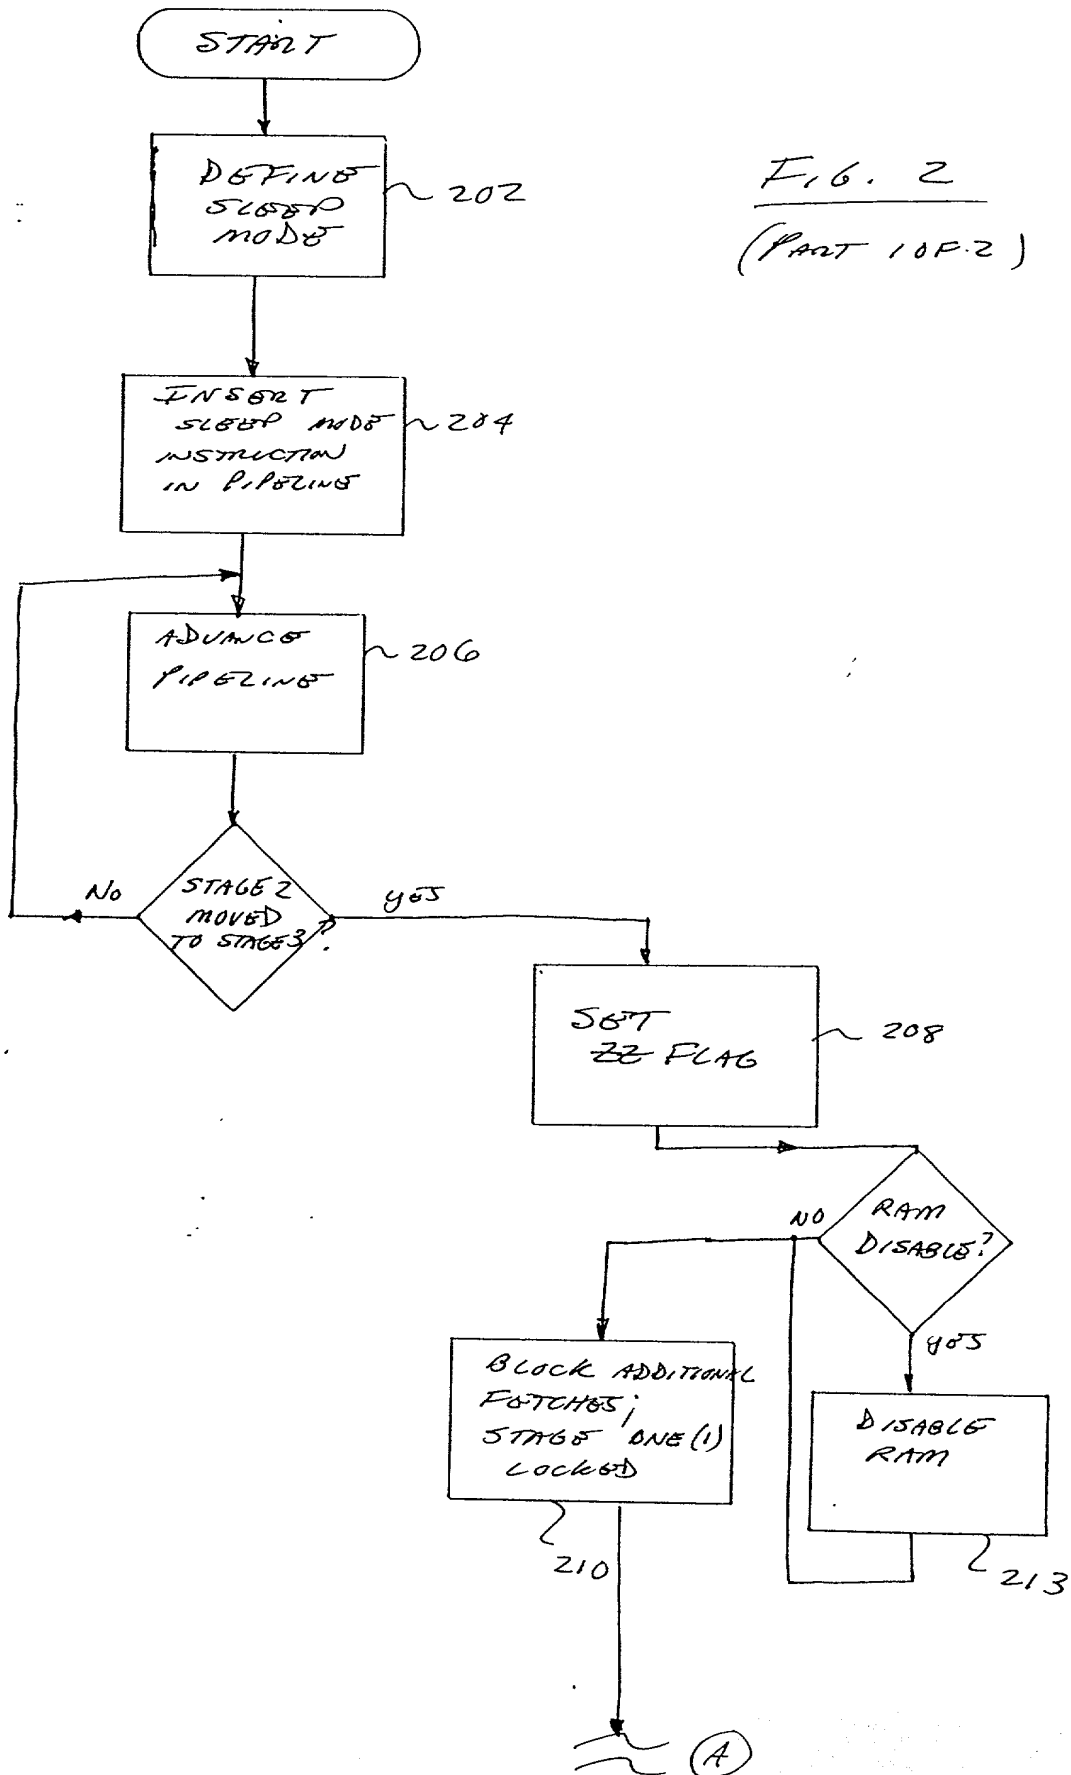 START
DEFINE
SLEEP
MODE
202
FIG. 2
(PART 1 OF 2)
INSERT
SLEEP MODE
INSTRUCTION
IN PIPELINE
204
ADVANCE
PIPELINE
206
NO
STAGE 2
MOVED
TO STAGE 3?
YES
SET
ZZ FLAG
208
RAM
DISABLE?
NO
YES
BLOCK ADDITIONAL
FETCHES;
STAGE ONE (1)
LOCKED
210
DISABLE
RAM
213
A